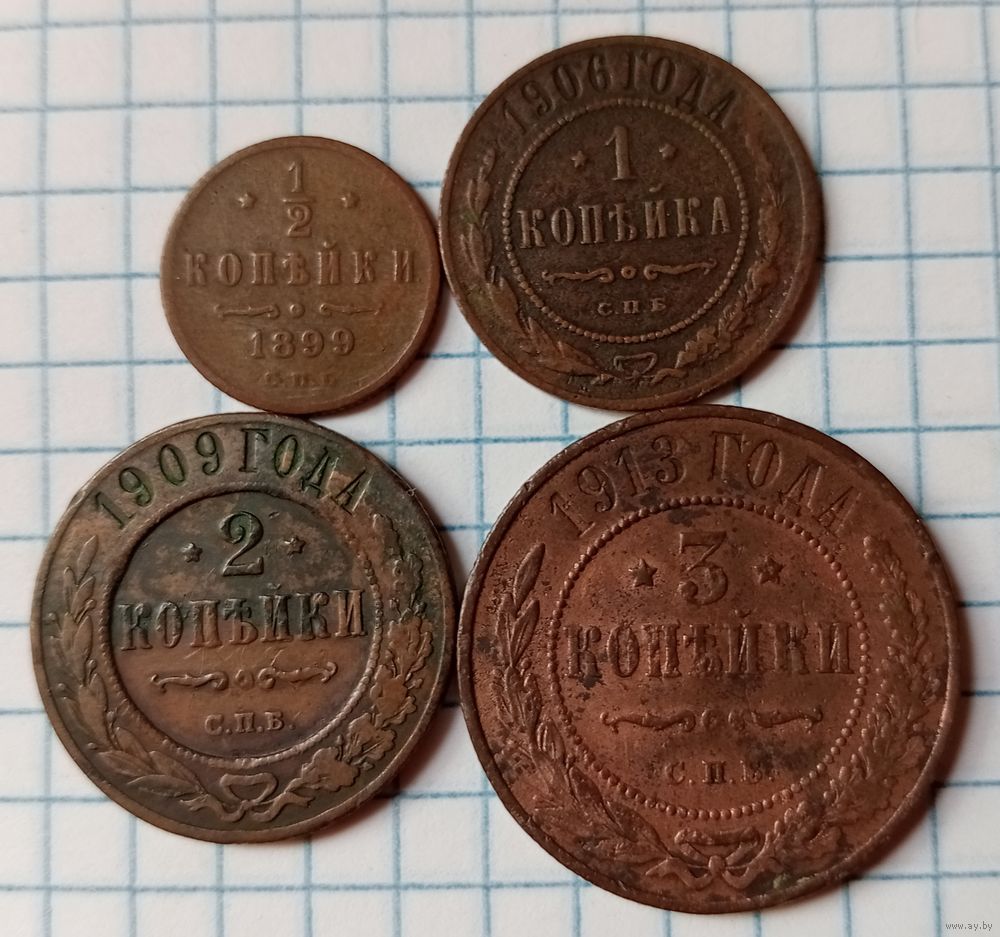 1
2
КОПѢЙКИ
1899
С.П.Б.
1906 ГОДА
1
КОПѢЙКА
С.П.Б
1909 ГОДА
2
КОПѢЙКИ
С.П.Б.
1913 ГОДА
3
КОПѢЙКИ
С.П.Б.
www.ay.by